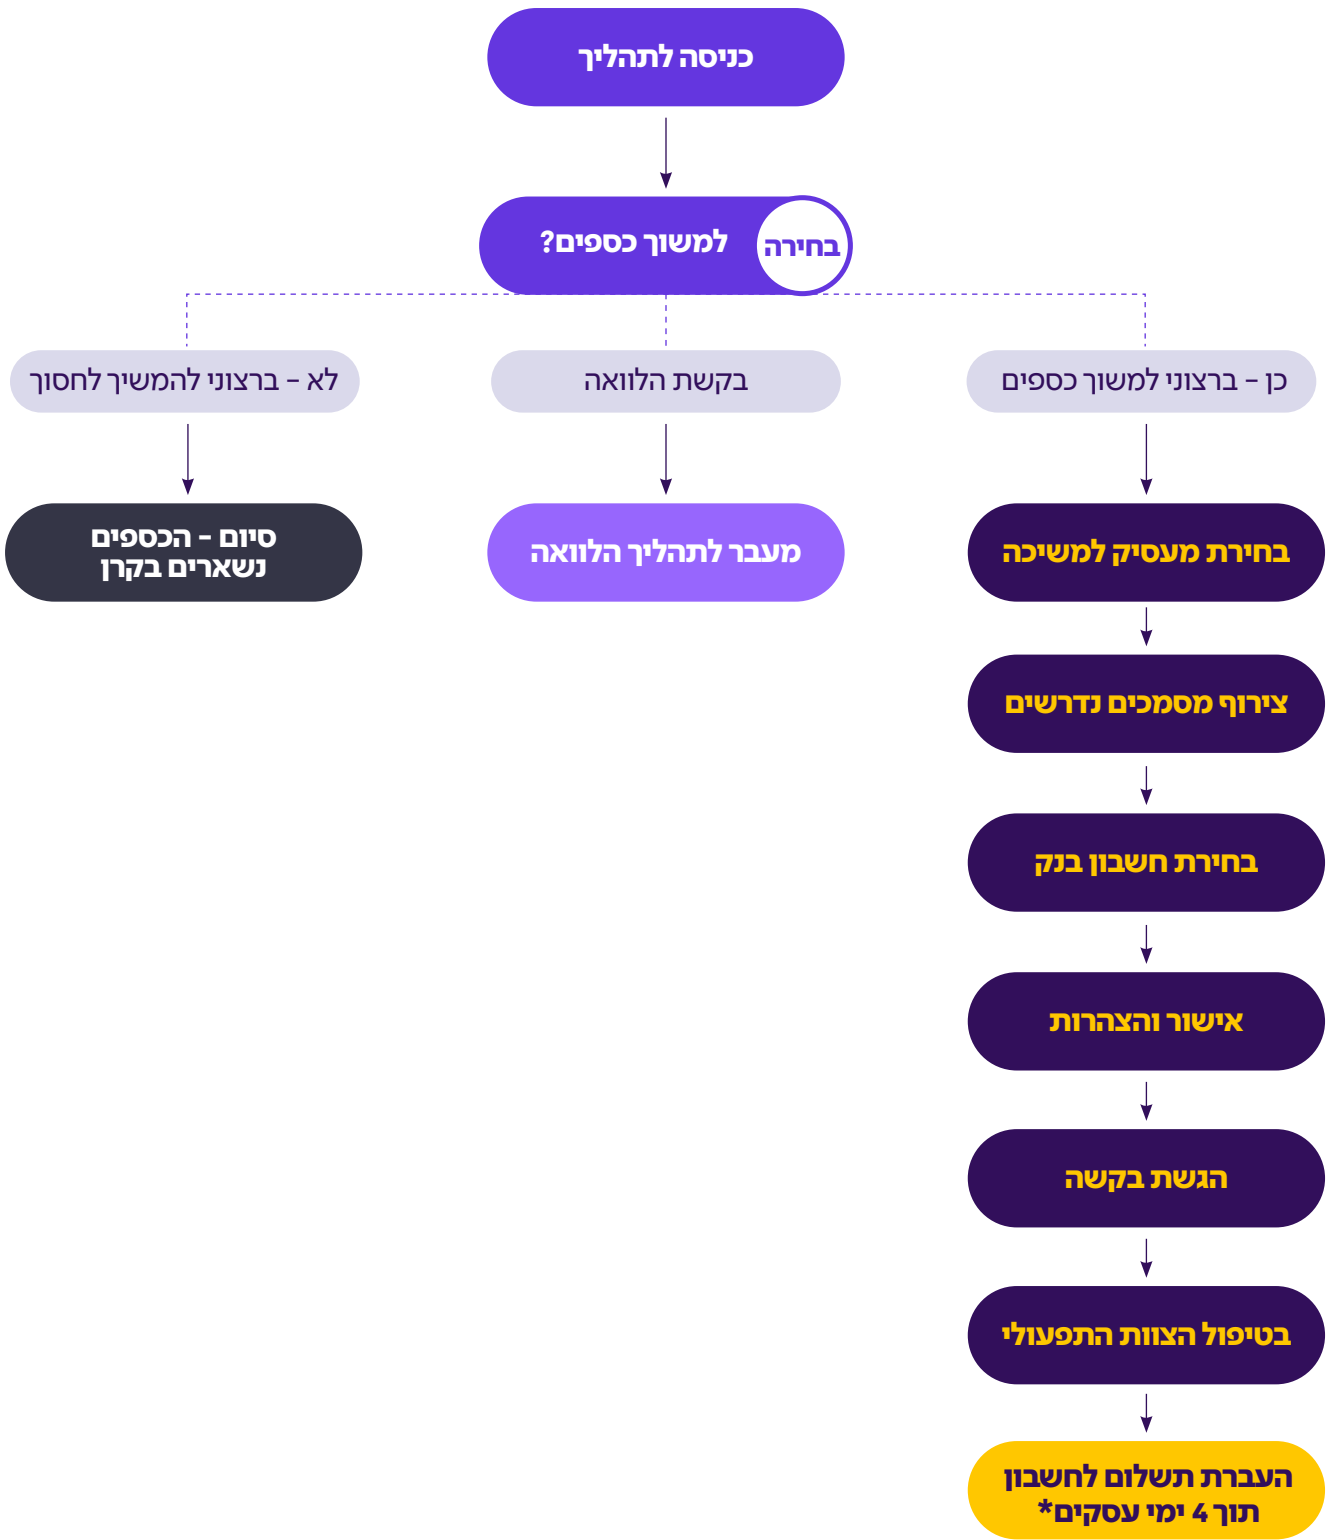 כניסה לתהליך
בחירה
למשוך כספים?
כן – ברצוני למשוך כספים
בקשת הלוואה
לא – ברצוני להמשיך לחסוך
בחירת מעסיק למשיכה
מעבר לתהליך הלוואה
סיום – הכספים
נשארים בקרן
צירוף מסמכים נדרשים
בחירת חשבון בנק
אישור והצהרות
הגשת בקשה
בטיפול הצוות התפעולי
העברת תשלום לחשבון
תוך 4 ימי עסקים*